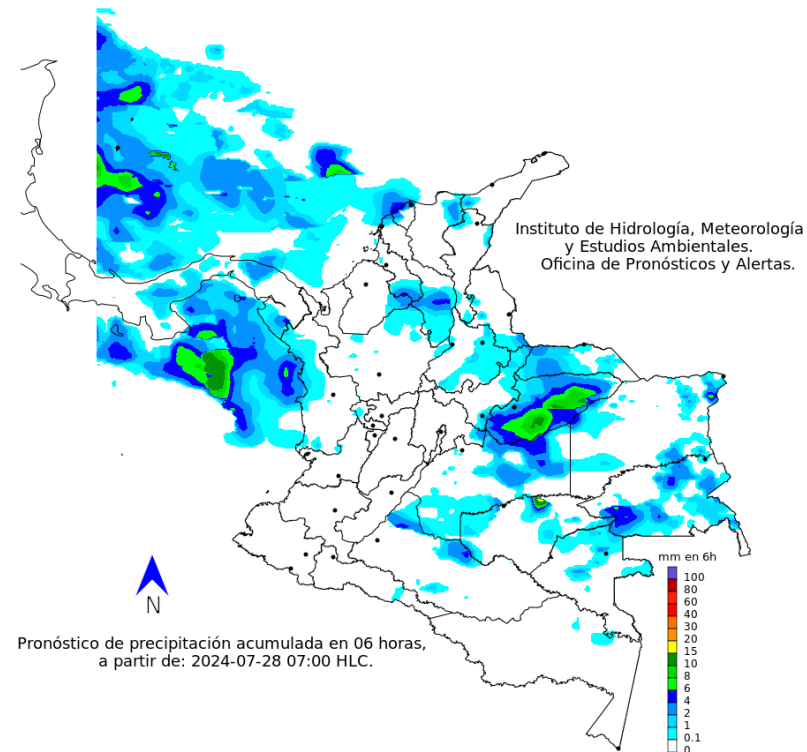 Instituto de Hidrología, Meteorología
y Estudios Ambientales.
Oficina de Pronósticos y Alertas.
mm en 6h
100
80
60
40
30
20
15
10
8
6
4
2
1
0.1
0
N
Pronóstico de precipitación acumulada en 06 horas,
a partir de: 2024-07-28 07:00 HLC.